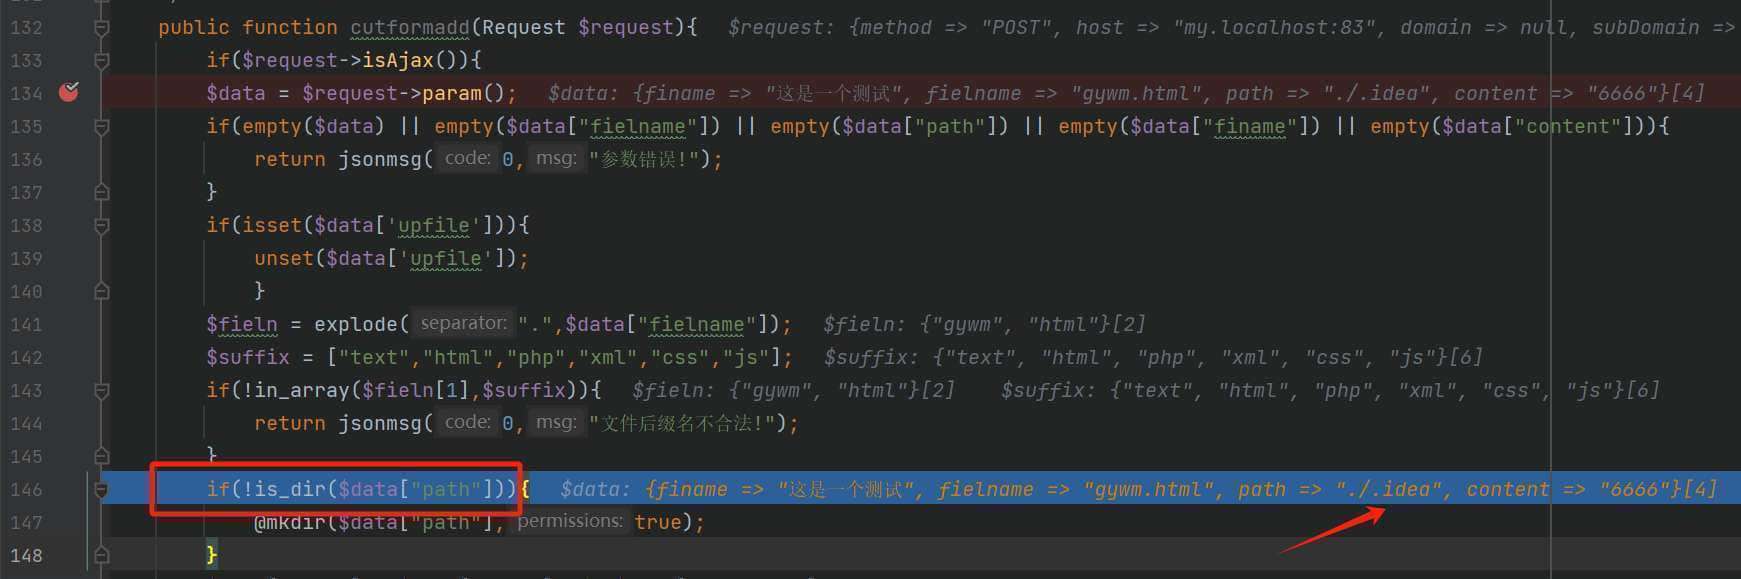 132 public function cutformadd(Request $request){ $request: {method => "POST", host => "my.localhost:83", domain => null, subDomain =>
133 if($request->isAjax()){
134 $data = $request->param(); $data: {finame => "这是一个测试", fielname => "gywm.html", path => "./.idea", content => "6666"}[4]
135 if(empty($data) || empty($data["fielname"]) || empty($data["path"]) || empty($data["finame"]) || empty($data["content"])){
136 return jsonmsg( code: 0, msg: "参数错误!");
137 }
138 if(isset($data['upfile'])){
139 unset($data['upfile']);
140 }
141 $fieln = explode( separator: ".",$data["fielname"]); $fieln: {"gywm", "html"}[2]
142 $suffix = ["text","html","php","xml","css","js"]; $suffix: {"text", "html", "php", "xml", "css", "js"}[6]
143 if(!in_array($fieln[1],$suffix)){ $fieln: {"gywm", "html"}[2] $suffix: {"text", "html", "php", "xml", "css", "js"}[6]
144 return jsonmsg( code: 0, msg: "文件后缀名不合法!");
145 }
146 if(!is_dir($data["path"])){ $data: {finame => "这是一个测试", fielname => "gywm.html", path => "./.idea", content => "6666"}[4]
147 @mkdir($data["path"], permissions: true);
148 }